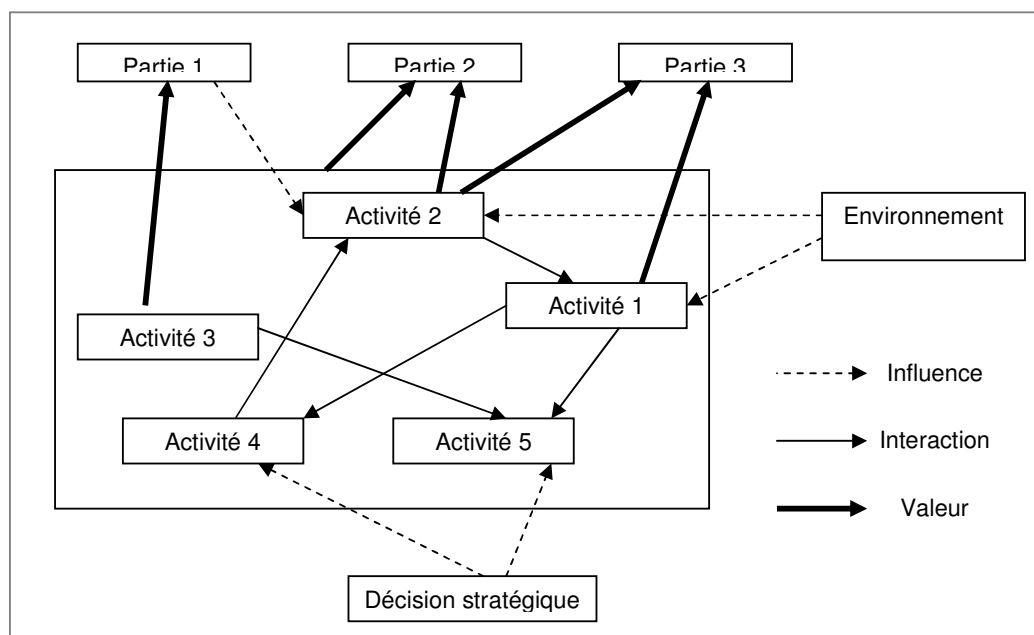 Partie 1
Partie 2
Partie 3
Activité 2
Environnement
Activité 1
Activité 3
Influence
Activité 4
Activité 5
Interaction
Valeur
Décision stratégique